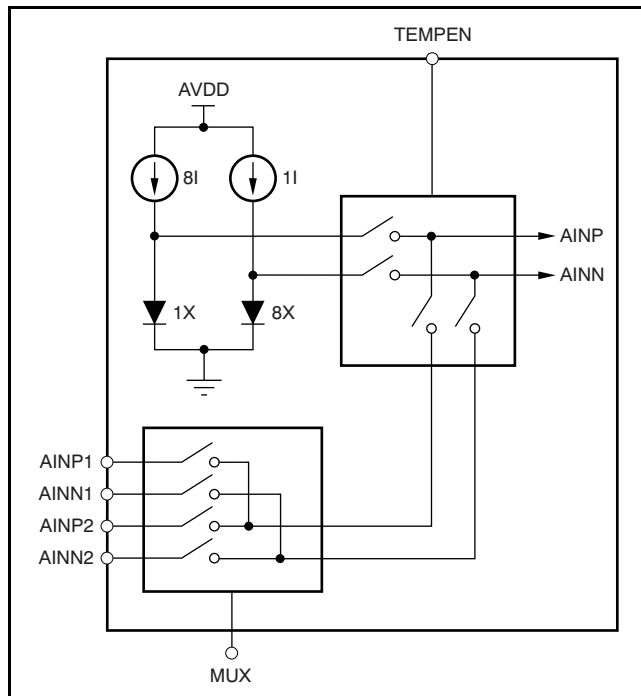 TEMPEN
AVDD
8I
1I
AINP
AINN
1X
8X
AINP1
AINN1
AINP2
AINN2
MUX